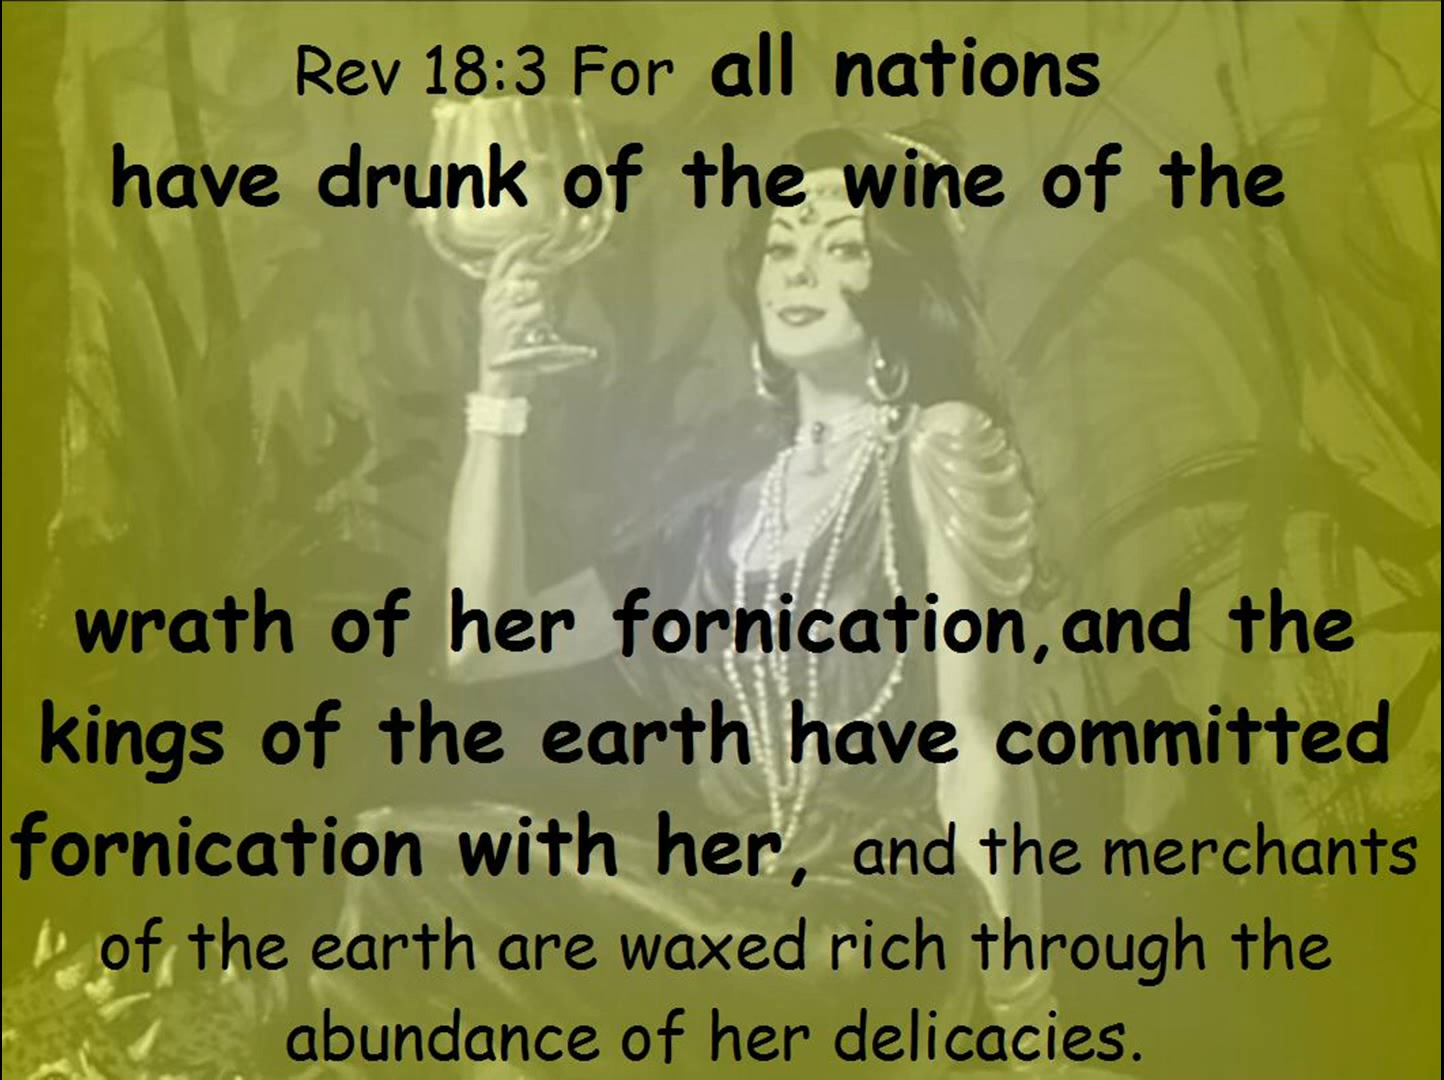 Rev 18:3 For all nations
have drunk of the wine of the
wrath of her fornication,and the
kings of the earth have committed
fornication with her, and the merchants
of the earth are waxed rich through the
abundance of her delicacies.